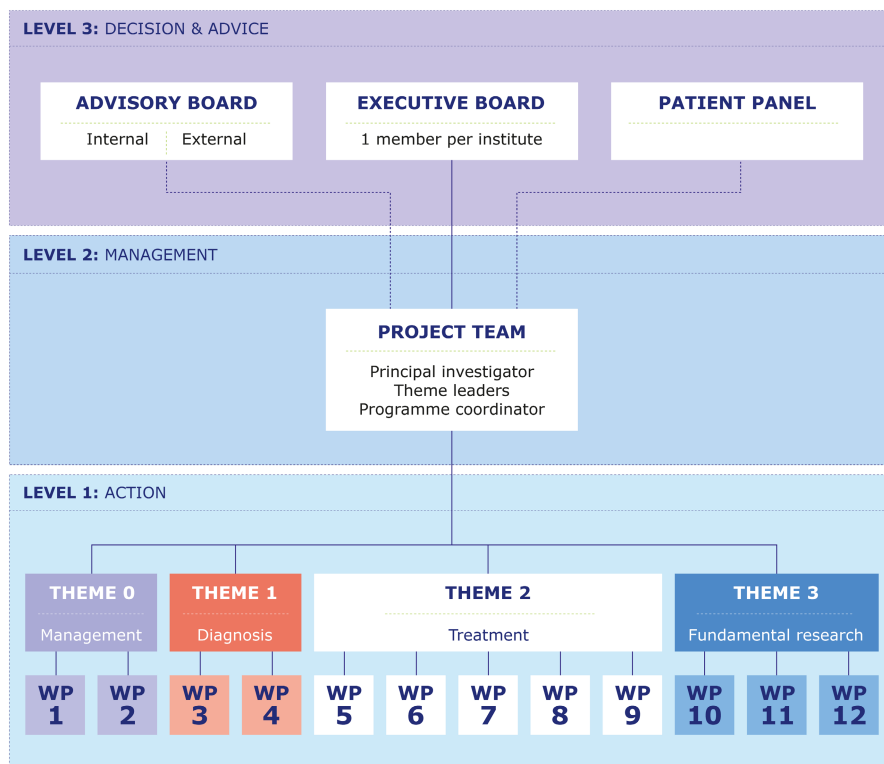 LEVEL 3: DECISION & ADVICE
ADVISORY BOARD
Internal External
EXECUTIVE BOARD
1 member per institute
PATIENT PANEL
LEVEL 2: MANAGEMENT
PROJECT TEAM
Principal investigator
Theme leaders
Programme coordinator
LEVEL 1: ACTION
THEME 0
Management
THEME 1
Diagnosis
THEME 2
Treatment
THEME 3
Fundamental research
WP
1
WP
2
WP
3
WP
4
WP
5
WP
6
WP
7
WP
8
WP
9
WP
10
WP
11
WP
12